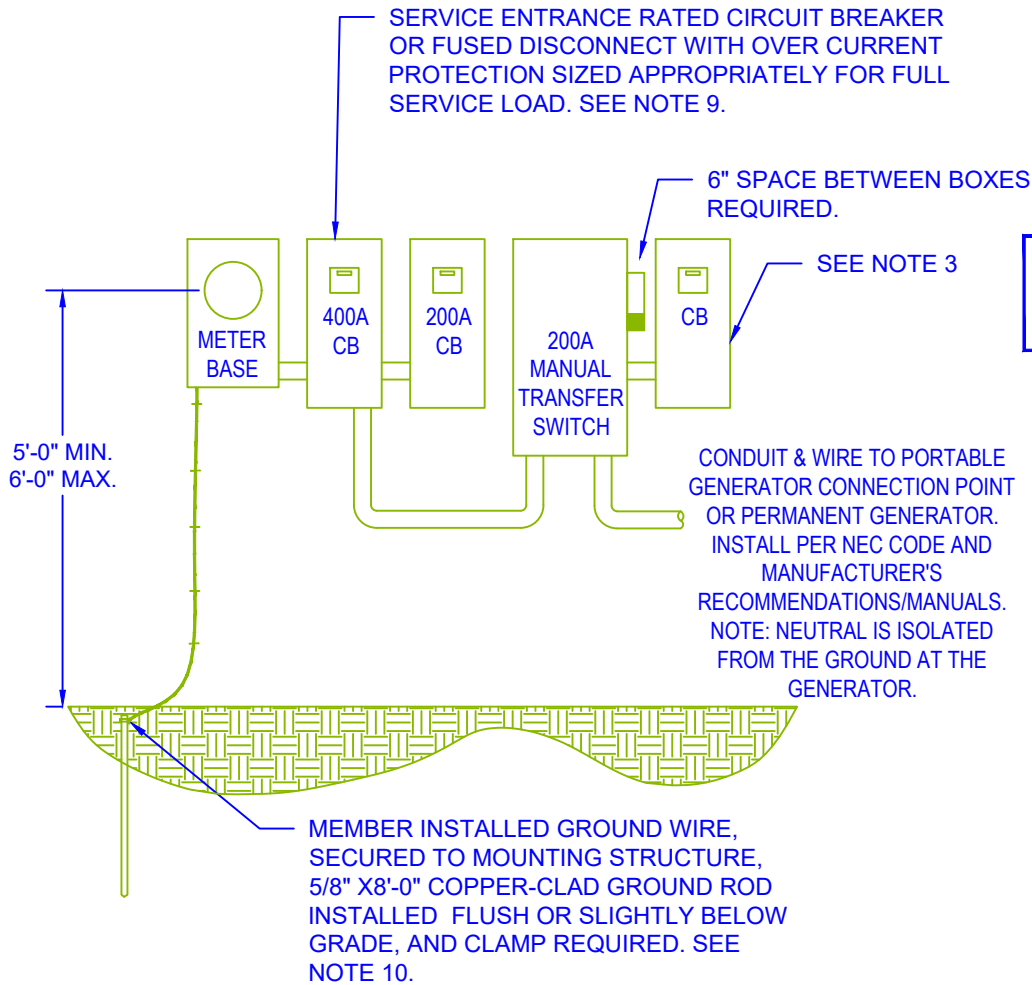 SERVICE ENTRANCE RATED CIRCUIT BREAKER
OR FUSED DISCONNECT WITH OVER CURRENT
PROTECTION SIZED APPROPRIATELY FOR FULL
SERVICE LOAD. SEE NOTE 9.
6" SPACE BETWEEN BOXES
REQUIRED.
SEE NOTE 3
METER
BASE
400A
CB
200A
CB
200A
MANUAL
TRANSFER
SWITCH
CB
5'-0" MIN.
6'-0" MAX.
CONDUIT & WIRE TO PORTABLE
GENERATOR CONNECTION POINT
OR PERMANENT GENERATOR.
INSTALL PER NEC CODE AND
MANUFACTURER'S
RECOMMENDATIONS/MANUALS.
NOTE: NEUTRAL IS ISOLATED
FROM THE GROUND AT THE
GENERATOR.
MEMBER INSTALLED GROUND WIRE,
SECURED TO MOUNTING STRUCTURE,
5/8" X8'-0" COPPER-CLAD GROUND ROD
INSTALLED FLUSH OR SLIGHTLY BELOW
GRADE, AND CLAMP REQUIRED. SEE
NOTE 10.